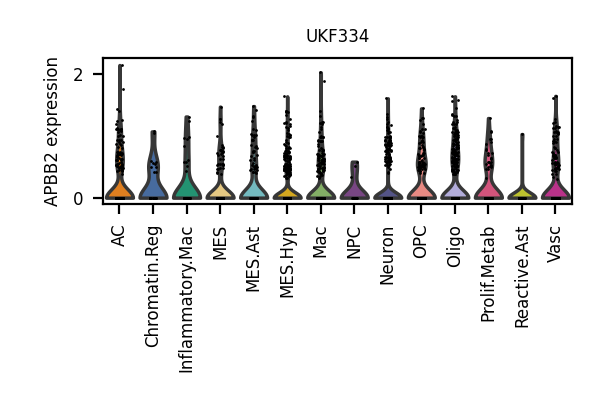 UKF334
APBB2 expression
2
0
AC
Chromatin.Reg
Inflammatory.Mac
MES
MES.Ast
MES.Hyp
Mac
NPC
Neuron
OPC
Oligo
Prolif.Metab
Reactive.Ast
Vasc